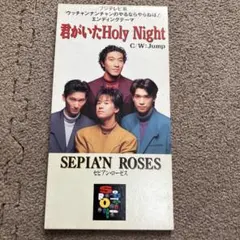 フジテレビ系
ウッチャンナンチャンのやるならやらねば!
エンディングテーマ
君がいたHoly Night
C/W:Jump
SEPIA'N ROSES
セピアン・ローゼス